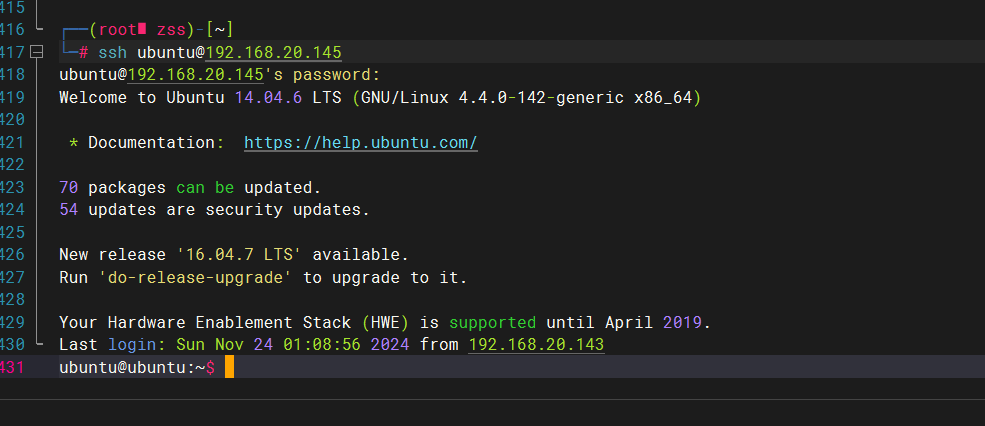 415
416 ┌──(root■ zss)-[~]
417 └─# ssh ubuntu@192.168.20.145
418 ubuntu@192.168.20.145's password:
419 Welcome to Ubuntu 14.04.6 LTS (GNU/Linux 4.4.0-142-generic x86_64)
420
421  * Documentation:  https://help.ubuntu.com/
422
423 70 packages can be updated.
424 54 updates are security updates.
425
426 New release '16.04.7 LTS' available.
427 Run 'do-release-upgrade' to upgrade to it.
428
429 Your Hardware Enablement Stack (HWE) is supported until April 2019.
430 Last login: Sun Nov 24 01:08:56 2024 from 192.168.20.143
431 ubuntu@ubuntu:~$